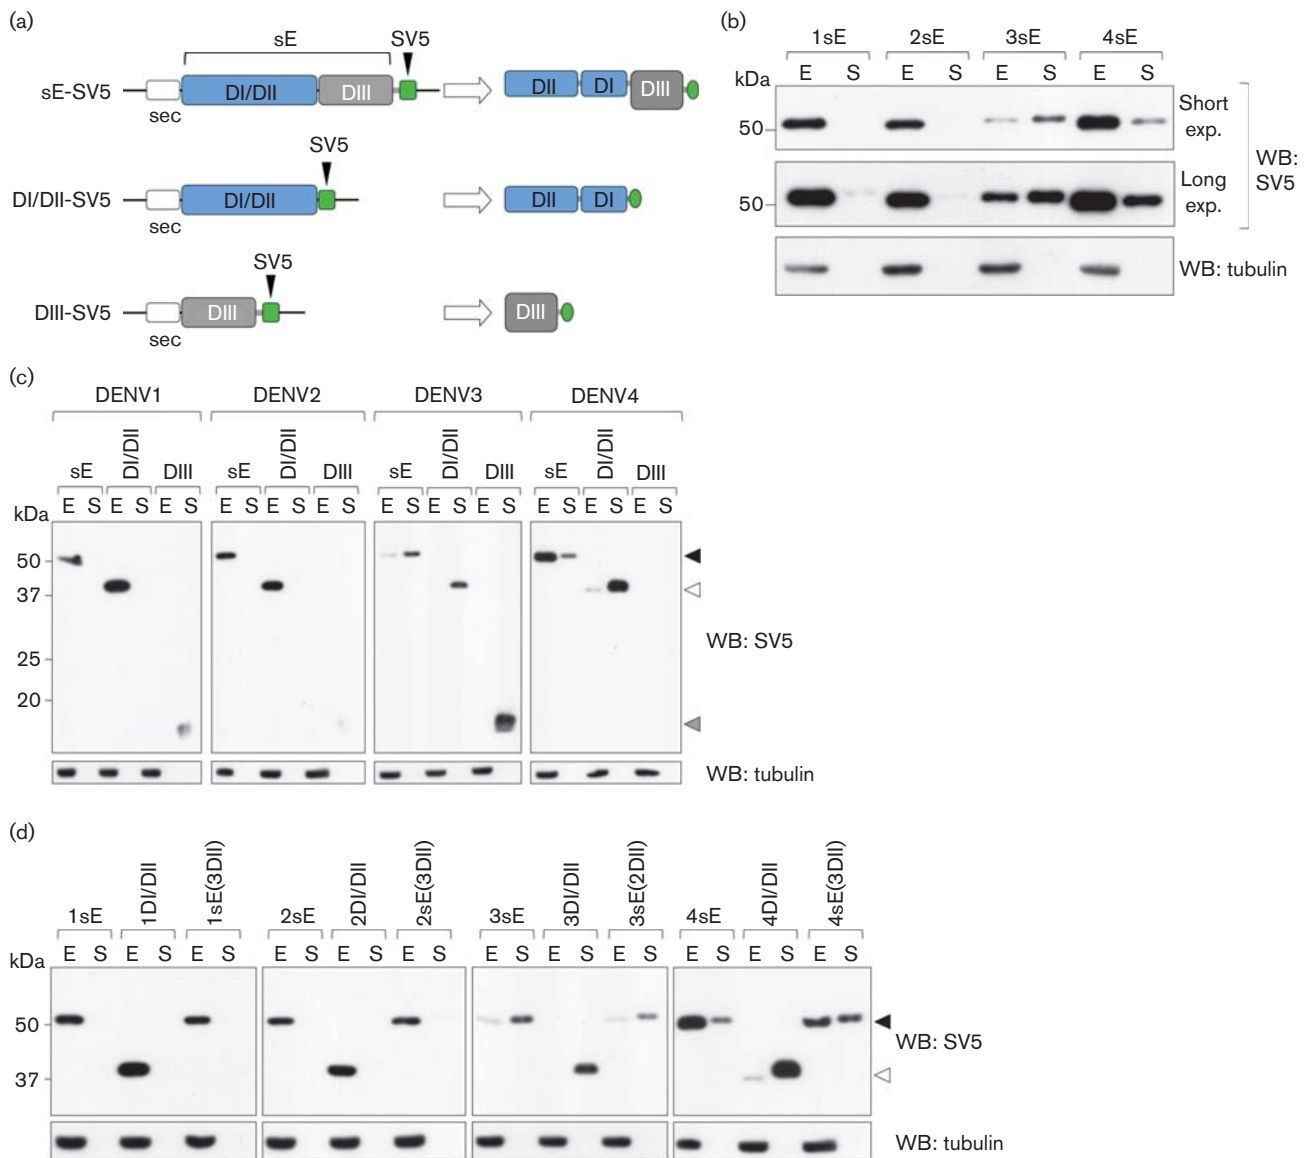 (a)
sE
SV5
sE-SV5
DI/DII
DIII
DII
DI
DIII
sec
SV5
DI/DII-SV5
DI/DII
DII
DI
sec
SV5
DIII-SV5
DIII
DIII
sec
(b)
1sE 2sE 3sE 4sE
E S E S E S E S
kDa
50
Short exp.
50
Long exp.
WB: SV5
WB: tubulin
(c)
DENV1 DENV2 DENV3 DENV4
sE DI/DII DIII sE DI/DII DIII sE DI/DII DIII sE DI/DII DIII
E S E S E S E S E S E S E S E S E S E S E S E S
kDa
50
37
25
20
WB: SV5
WB: tubulin
(d)
1sE 1DI/DII 1sE(3DII) 2sE 2DI/DII 2sE(3DII) 3sE 3DI/DII 3sE(2DII) 4sE 4DI/DII 4sE(3DII)
E S E S E S E S E S E S E S E S E S E S E S E S
kDa
50
37
WB: SV5
WB: tubulin